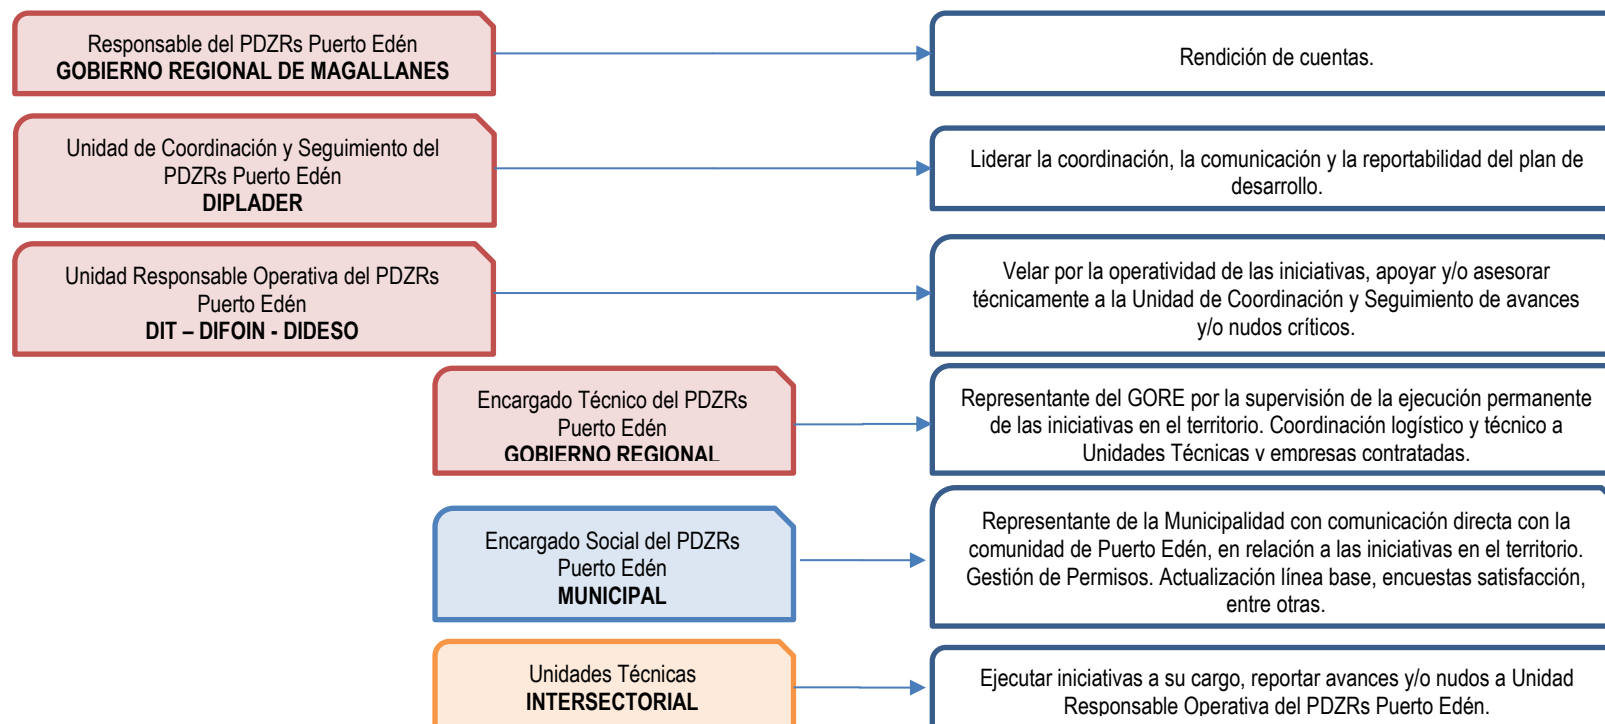 Responsable del PDZRs Puerto Edén
GOBIERNO REGIONAL DE MAGALLANES
Rendición de cuentas.
Unidad de Coordinación y Seguimiento del
PDZRs Puerto Edén
DIPLADER
Liderar la coordinación, la comunicación y la reportabilidad del plan de
desarrollo.
Unidad Responsable Operativa del PDZRs
Puerto Edén
DIT – DIFOIN - DIDESO
Velar por la operatividad de las iniciativas, apoyar y/o asesorar
técnicamente a la Unidad de Coordinación y Seguimiento de avances
y/o nudos críticos.
Encargado Técnico del PDZRs
Puerto Edén
GOBIERNO REGIONAL
Representante del GORE por la supervisión de la ejecución permanente
de las iniciativas en el territorio. Coordinación logístico y técnico a
Unidades Técnicas y empresas contratadas.
Encargado Social del PDZRs
Puerto Edén
MUNICIPAL
Representante de la Municipalidad con comunicación directa con la
comunidad de Puerto Edén, en relación a las iniciativas en el territorio.
Gestión de Permisos. Actualización línea base, encuestas satisfacción,
entre otras.
Unidades Técnicas
INTERSECTORIAL
Ejecutar iniciativas a su cargo, reportar avances y/o nudos a Unidad
Responsable Operativa del PDZRs Puerto Edén.